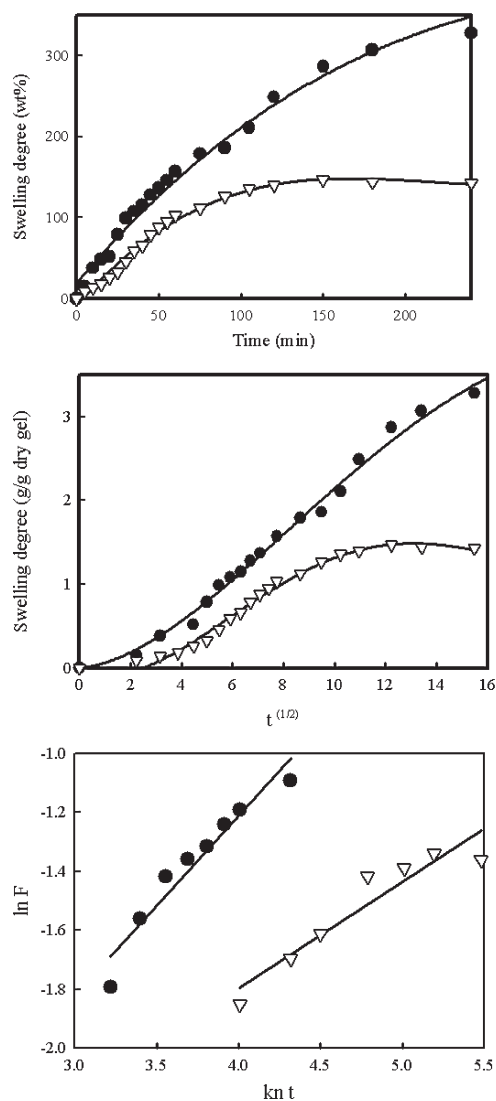 Swelling degree (wt%)
300
200
100
0
0 50 100 150 200
Time (min)
Swelling degree (g/g dry gel)
3
2
1
0
0 2 4 6 8 10 12 14 16
t (1/2)
ln F
-1.0
-1.2
-1.4
-1.6
-1.8
-2.0
3.0 3.5 4.0 4.5 5.0 5.5
kn t